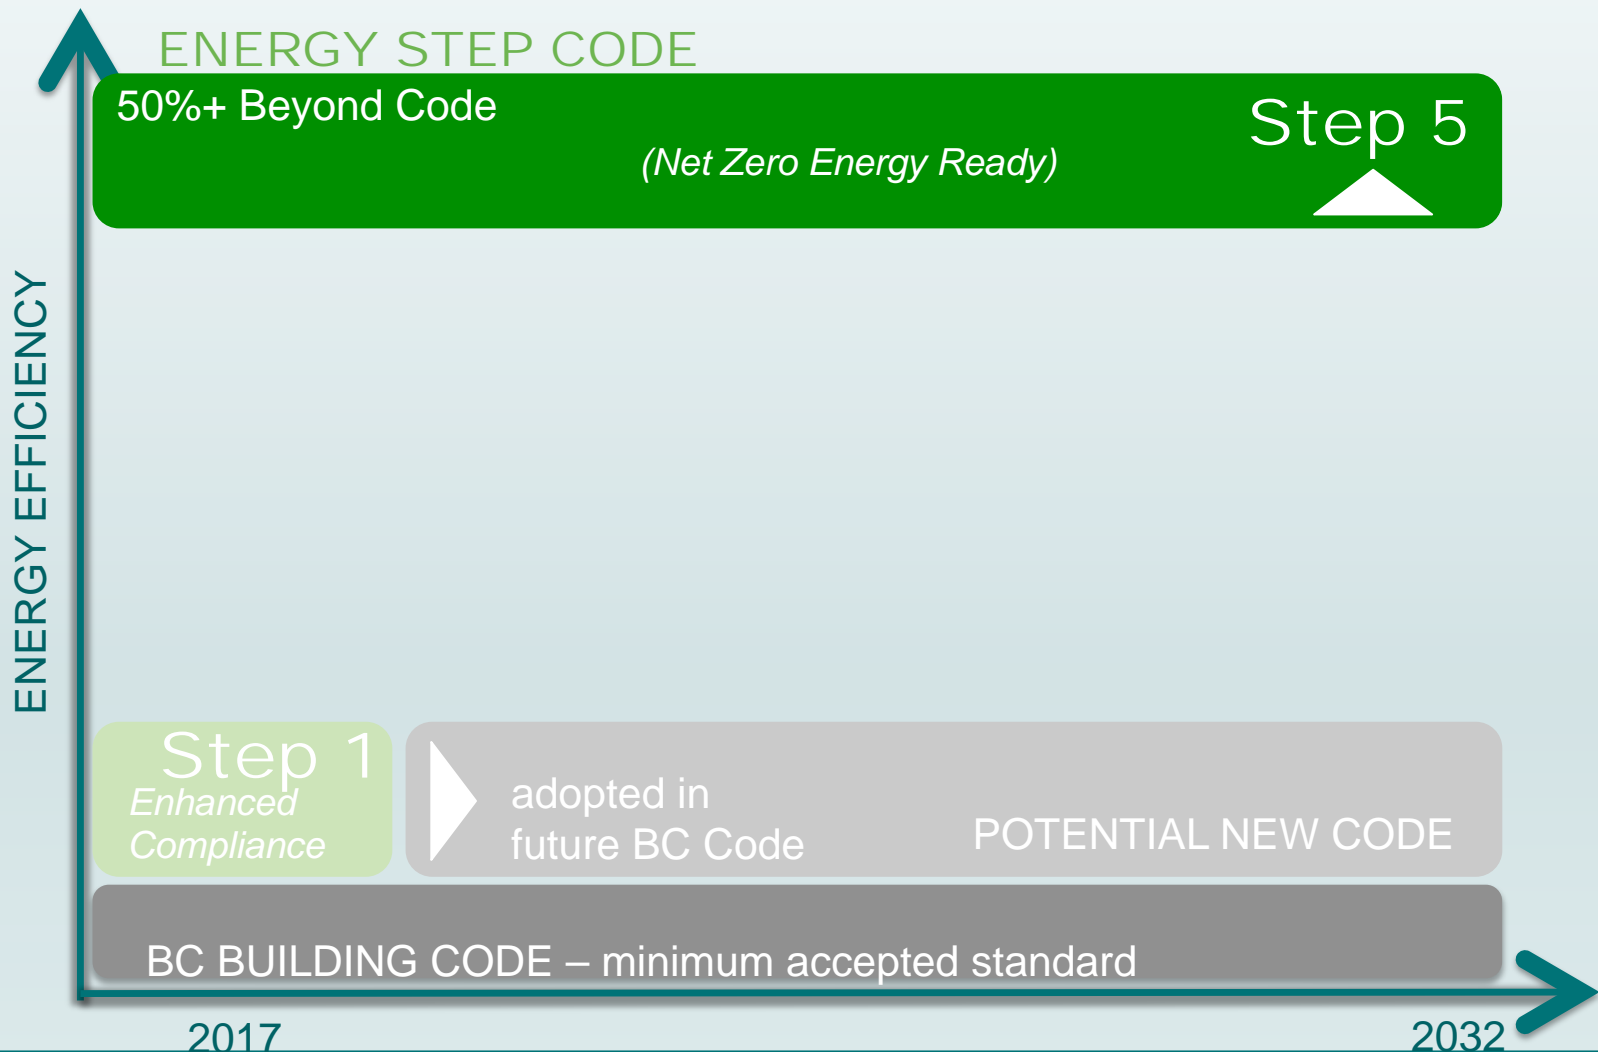 ENERGY STEP CODE
50%+ Beyond Code
Step 5
(Net Zero Energy Ready)
ENERGY EFFICIENCY
Step 1
Enhanced
Compliance
adopted in
future BC Code
POTENTIAL NEW CODE
BC BUILDING CODE – minimum accepted standard
2017
2032